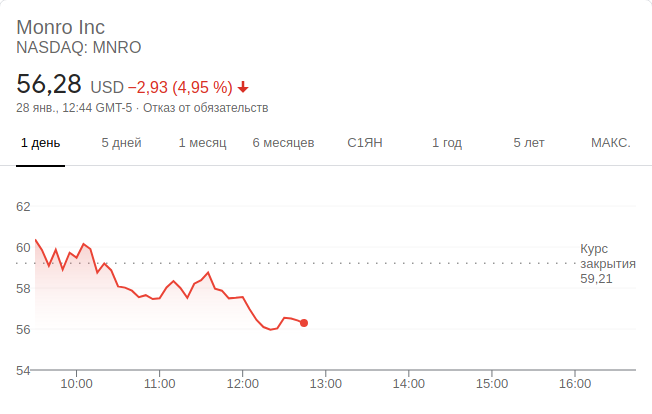 Monro Inc
NASDAQ: MNRO
56,28 USD −2,93 (4,95 %)
28 янв., 12:44 GMT-5 · Отказ от обязательств
1 день 5 дней 1 месяц 6 месяцев С1ЯН 1 год 5 лет МАКС.
62
60
58
56
54
Курс
закрытия
59,21
10:00 11:00 12:00 13:00 14:00 15:00 16:00